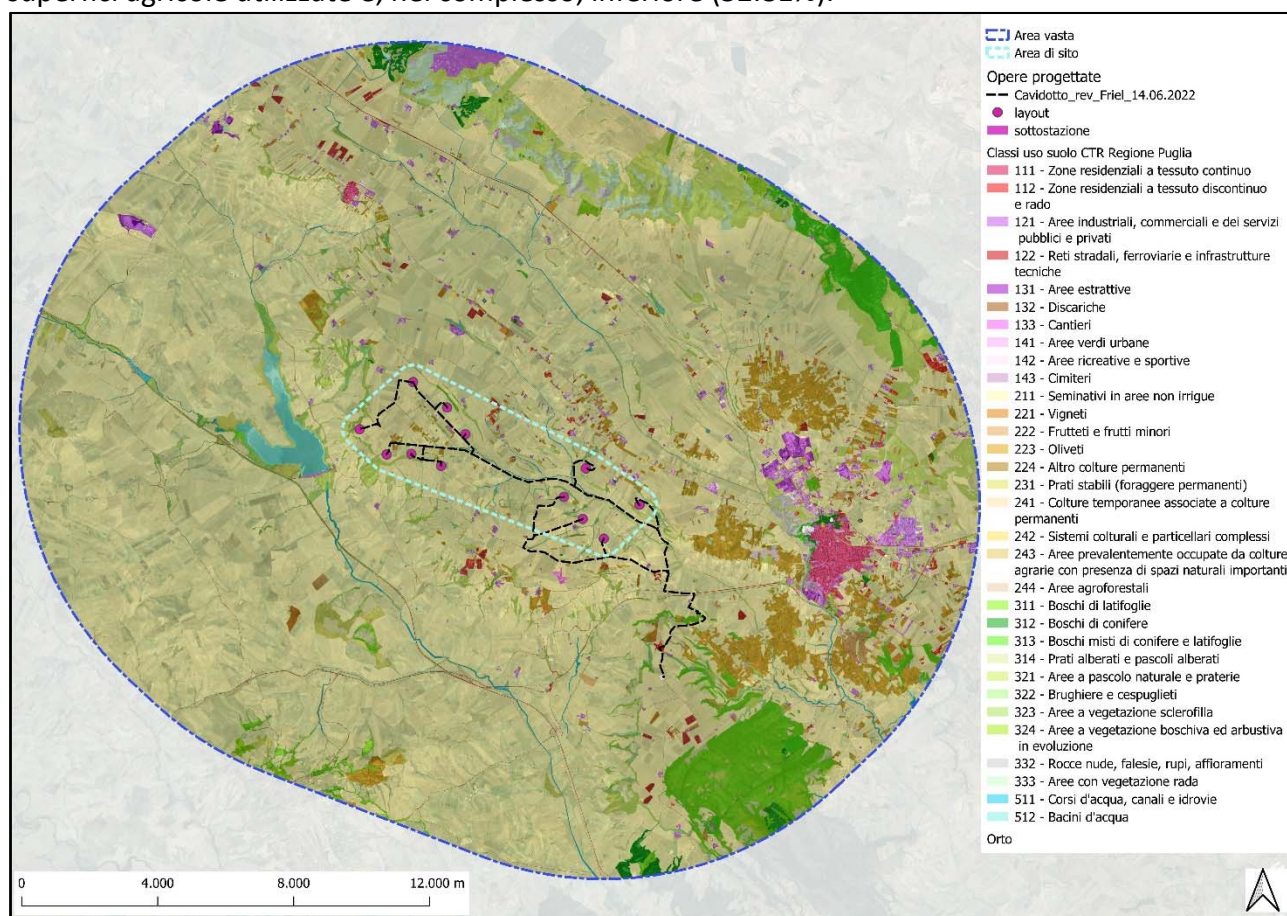 superfici agricole utilizzate è, nel complesso, inferiore
Area vasta
Area di sito
Opere progettate
Cavidotto_rev_Friel_14.06.2022
layout
sottostazione
Classi uso suolo CTR Regione Puglia
111 - Zone residenziali a tessuto continuo
112 - Zone residenziali a tessuto discontinuo
e rado
121 - Aree industriali, commerciali e dei servizi
pubblici e privati
122 - Reti stradali, ferroviarie e infrastrutture
tecniche
131 - Aree estrattive
132 - Discariche
133 - Cantieri
141 - Aree verdi urbane
142 - Aree ricreative e sportive
143 - Cimiteri
211 - Seminativi in aree non irrigue
221 - Vigneti
222 - Frutteti e frutti minori
223 - Oliveti
224 - Altro colture permanenti
231 - Prati stabili (foraggere permanenti)
241 - Colture temporanee associate a colture
permanenti
242 - Sistemi colturali e particellari complessi
243 - Aree prevalentemente occupate da colture
agrarie con presenza di spazi naturali importanti
244 - Aree agroforestali
311 - Boschi di latifoglie
312 - Boschi di conifere
313 - Boschi misti di conifere e latifoglie
314 - Prati alberati e pascoli alberati
321 - Aree a pascolo naturale e praterie
322 - Brughiere e cespuglieti
323 - Aree a vegetazione sclerofilla
324 - Aree a vegetazione boschiva ed arbustiva
in evoluzione
332 - Rocce nude, falesie, rupi, affioramenti
333 - Aree con vegetazione rada
511 - Corsi d'acqua, canali e idrovie
512 - Bacini d'acqua
Orto
0 4.000 8.000 12.000 m